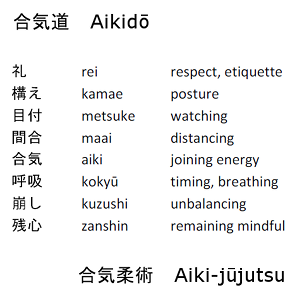 合気道 Aikidō
礼 rei respect, etiquette
構え kamae posture
目付 metsuke watching
間合 maai distancing
合気 aiki joining energy
呼吸 kokyū timing, breathing
崩し kuzushi unbalancing
残心 zanshin remaining mindful
合気柔術 Aiki-jūjutsu